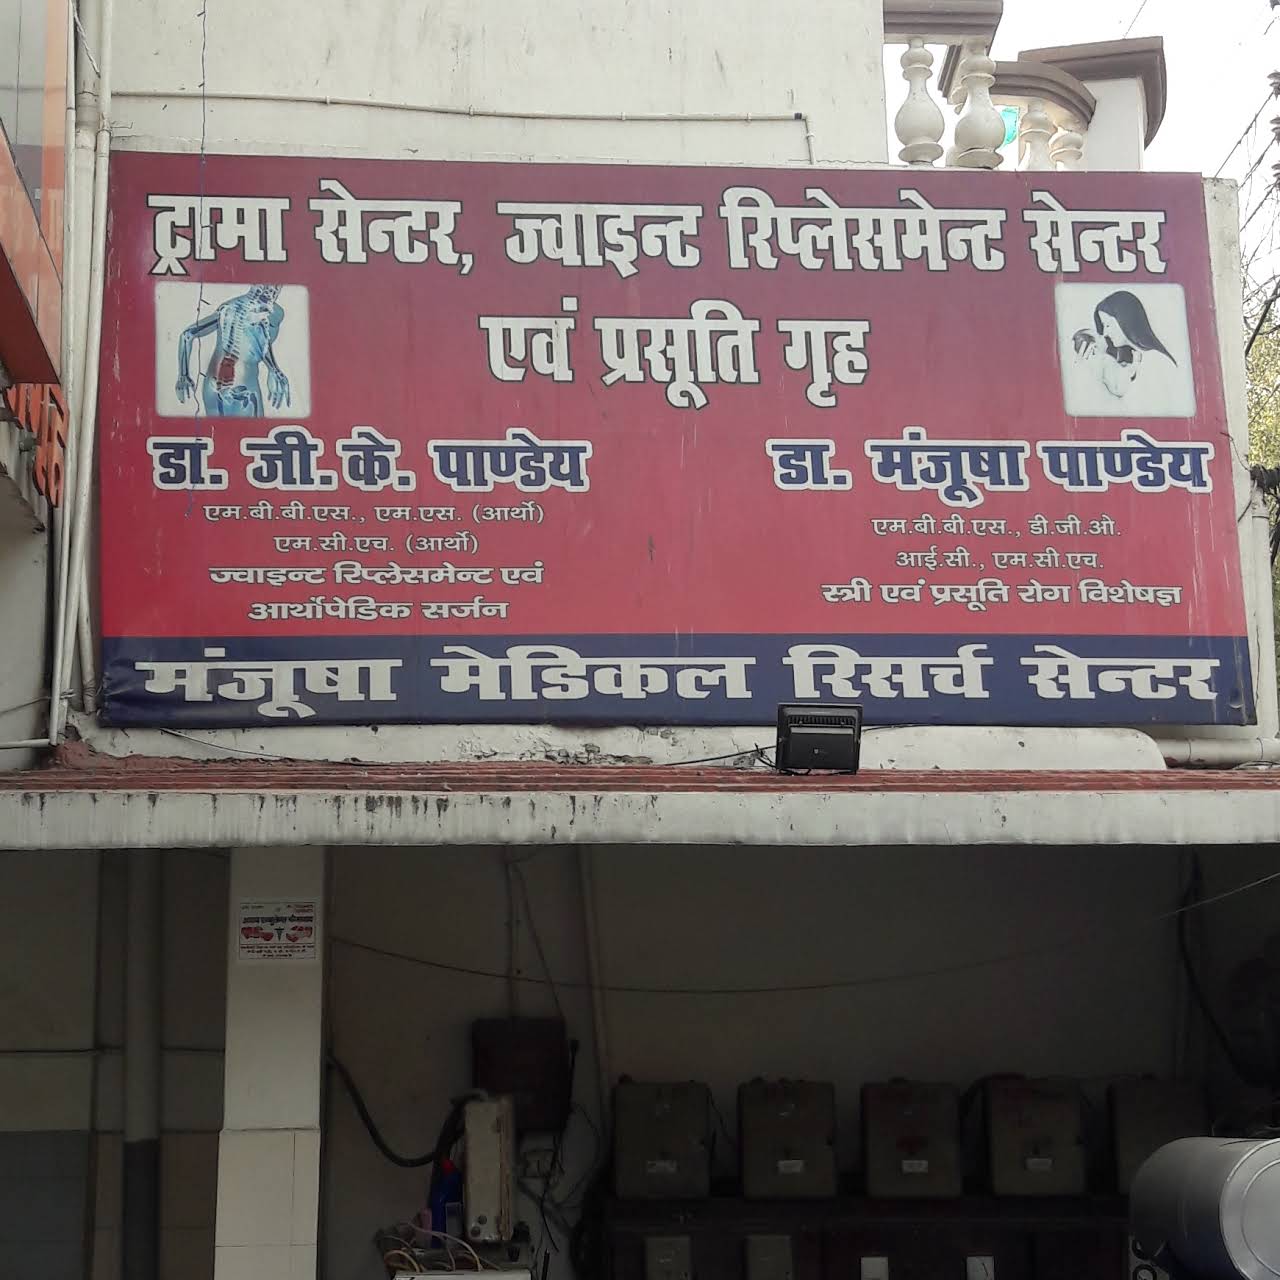 ट्रामा सेन्टर, ज्वाइन्ट रिप्लेसमेन्ट सेन्टर
एवं प्रसूति गृह
डा. जी. के. पाण्डेय
एम.बी.बी.एस., एम.एस. (आर्थो)
एम.सी.एच. (आर्थो)
ज्वाइन्ट रिप्लेसमेन्ट एवं
आर्थोपेडिक सर्जन
डा. मंजूषा पाण्डेय
एम.बी.बी.एस., डी.जी.ओ.
आई.सी., एम.सी.एच.
स्त्री एवं प्रसूति रोग विशेषज्ञ
मंजूषा मेडिकल रिसर्च सेन्टर